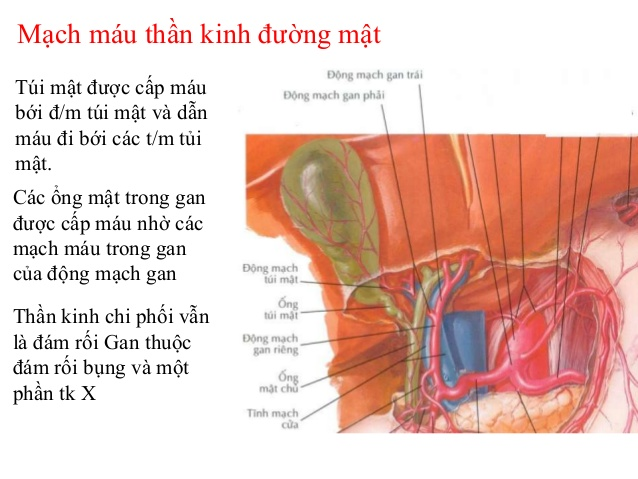 Mạch máu thần kinh đường mật
Túi mật được cấp máu
bới đ/m túi mật và dẫn
máu đi bới các t/m tủi
mật.
Các ổng mật trong gan
được cấp máu nhờ các
mạch máu trong gan
của động mạch gan
Thần kinh chi phối vẫn
là đám rối Gan thuộc
đám rối bụng và một
phần tk X
Động mạch gan trái
Động mạch gan phải
Động mạch
túi mật
Ống
túi mật
Động mạch
gan riêng
Ống
mật chủ
Tĩnh mạch
cửa